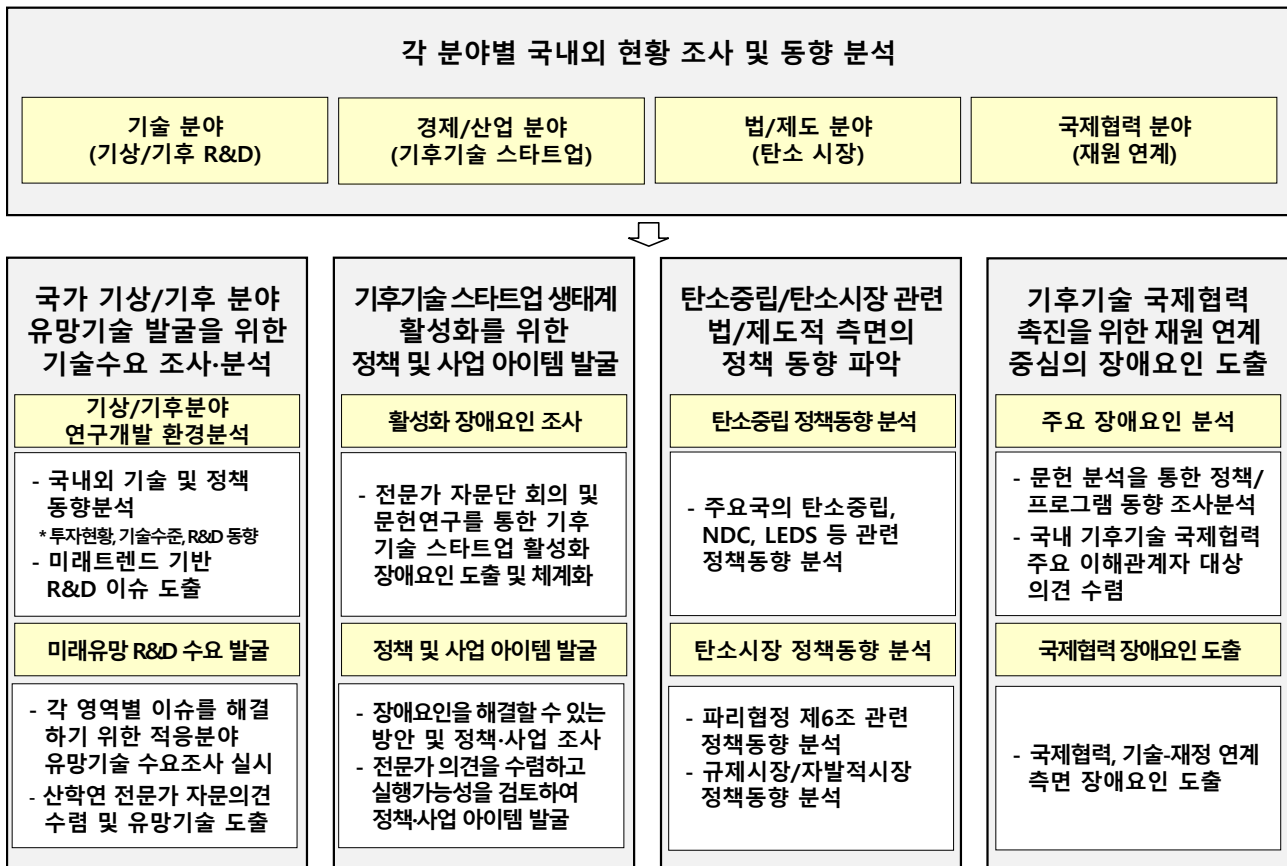 각 분야별 국내외 현황 조사 및 동향 분석
기술 분야
(기상/기후 R&D)
경제/산업 분야
(기후기술 스타트업)
법/제도 분야
(탄소 시장)
국제협력 분야
(재원 연계)
국가 기상/기후 분야
유망기술 발굴을 위한
기술수요 조사·분석
기상/기후분야
연구개발 환경분석
- 국내외 기술 및 정책
동향분석
* 투자현황, 기술수준, R&D 동향
- 미래트렌드 기반
R&D 이슈 도출
미래유망 R&D 수요 발굴
- 각 영역별 이슈를 해결
하기 위한 적응분야
유망기술 수요조사 실시
- 산학연 전문가 자문의견
수렴 및 유망기술 도출
기후기술 스타트업 생태계
활성화를 위한
정책 및 사업 아이템 발굴
활성화 장애요인 조사
- 전문가 자문단 회의 및
문헌연구를 통한 기후
기술 스타트업 활성화
장애요인 도출 및 체계화
정책 및 사업 아이템 발굴
- 장애요인을 해결할 수 있는
방안 및 정책·사업 조사
- 전문가 의견을 수렴하고
실행가능성을 검토하여
정책·사업 아이템 발굴
탄소중립/탄소시장 관련
법/제도적 측면의
정책 동향 파악
탄소중립 정책동향 분석
- 주요국의 탄소중립,
NDC, LEDS 등 관련
정책동향 분석
탄소시장 정책동향 분석
- 파리협정 제6조 관련
정책동향 분석
- 규제시장/자발적시장
정책동향 분석
기후기술 국제협력
촉진을 위한 재원 연계
중심의 장애요인 도출
주요 장애요인 분석
- 문헌 분석을 통한 정책/
프로그램 동향 조사분석
- 국내 기후기술 국제협력
주요 이해관계자 대상
의견 수렴
국제협력 장애요인 도출
- 국제협력, 기술-재정 연계
측면 장애요인 도출